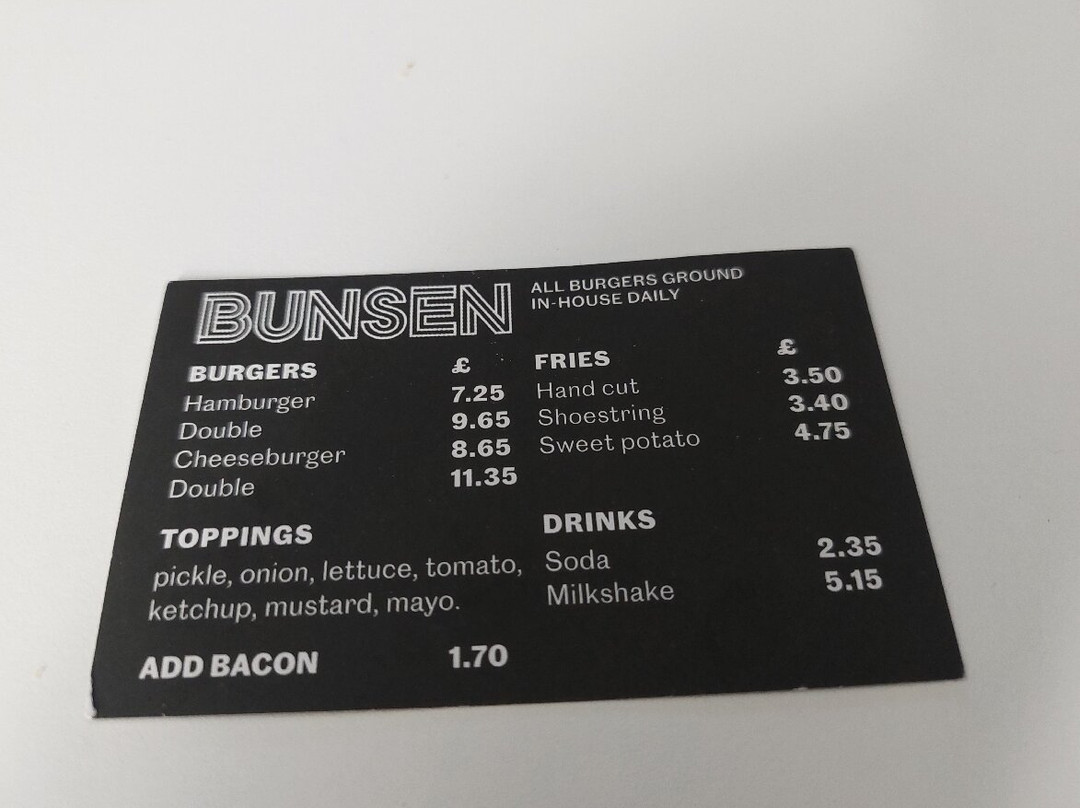 BUNSEN
ALL BURGERS GROUND
IN-HOUSE DAILY
BURGERS £
Hamburger 7.25
Double 9.65
Cheeseburger 8.65
Double 11.35
FRIES £
Hand cut 3.50
Shoestring 3.40
Sweet potato 4.75
TOPPINGS
pickle, onion, lettuce, tomato,
ketchup, mustard, mayo.
DRINKS
Soda 2.35
Milkshake 5.15
ADD BACON 1.70